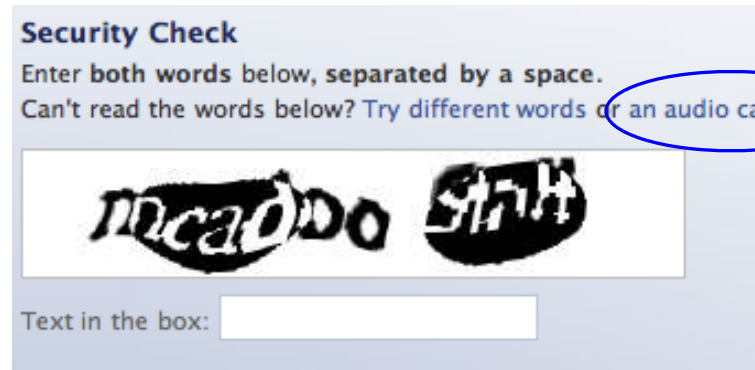 Security Check
Enter both words below, separated by a space.
Can't read the words below? Try different words or an audio ca
Text in the box: